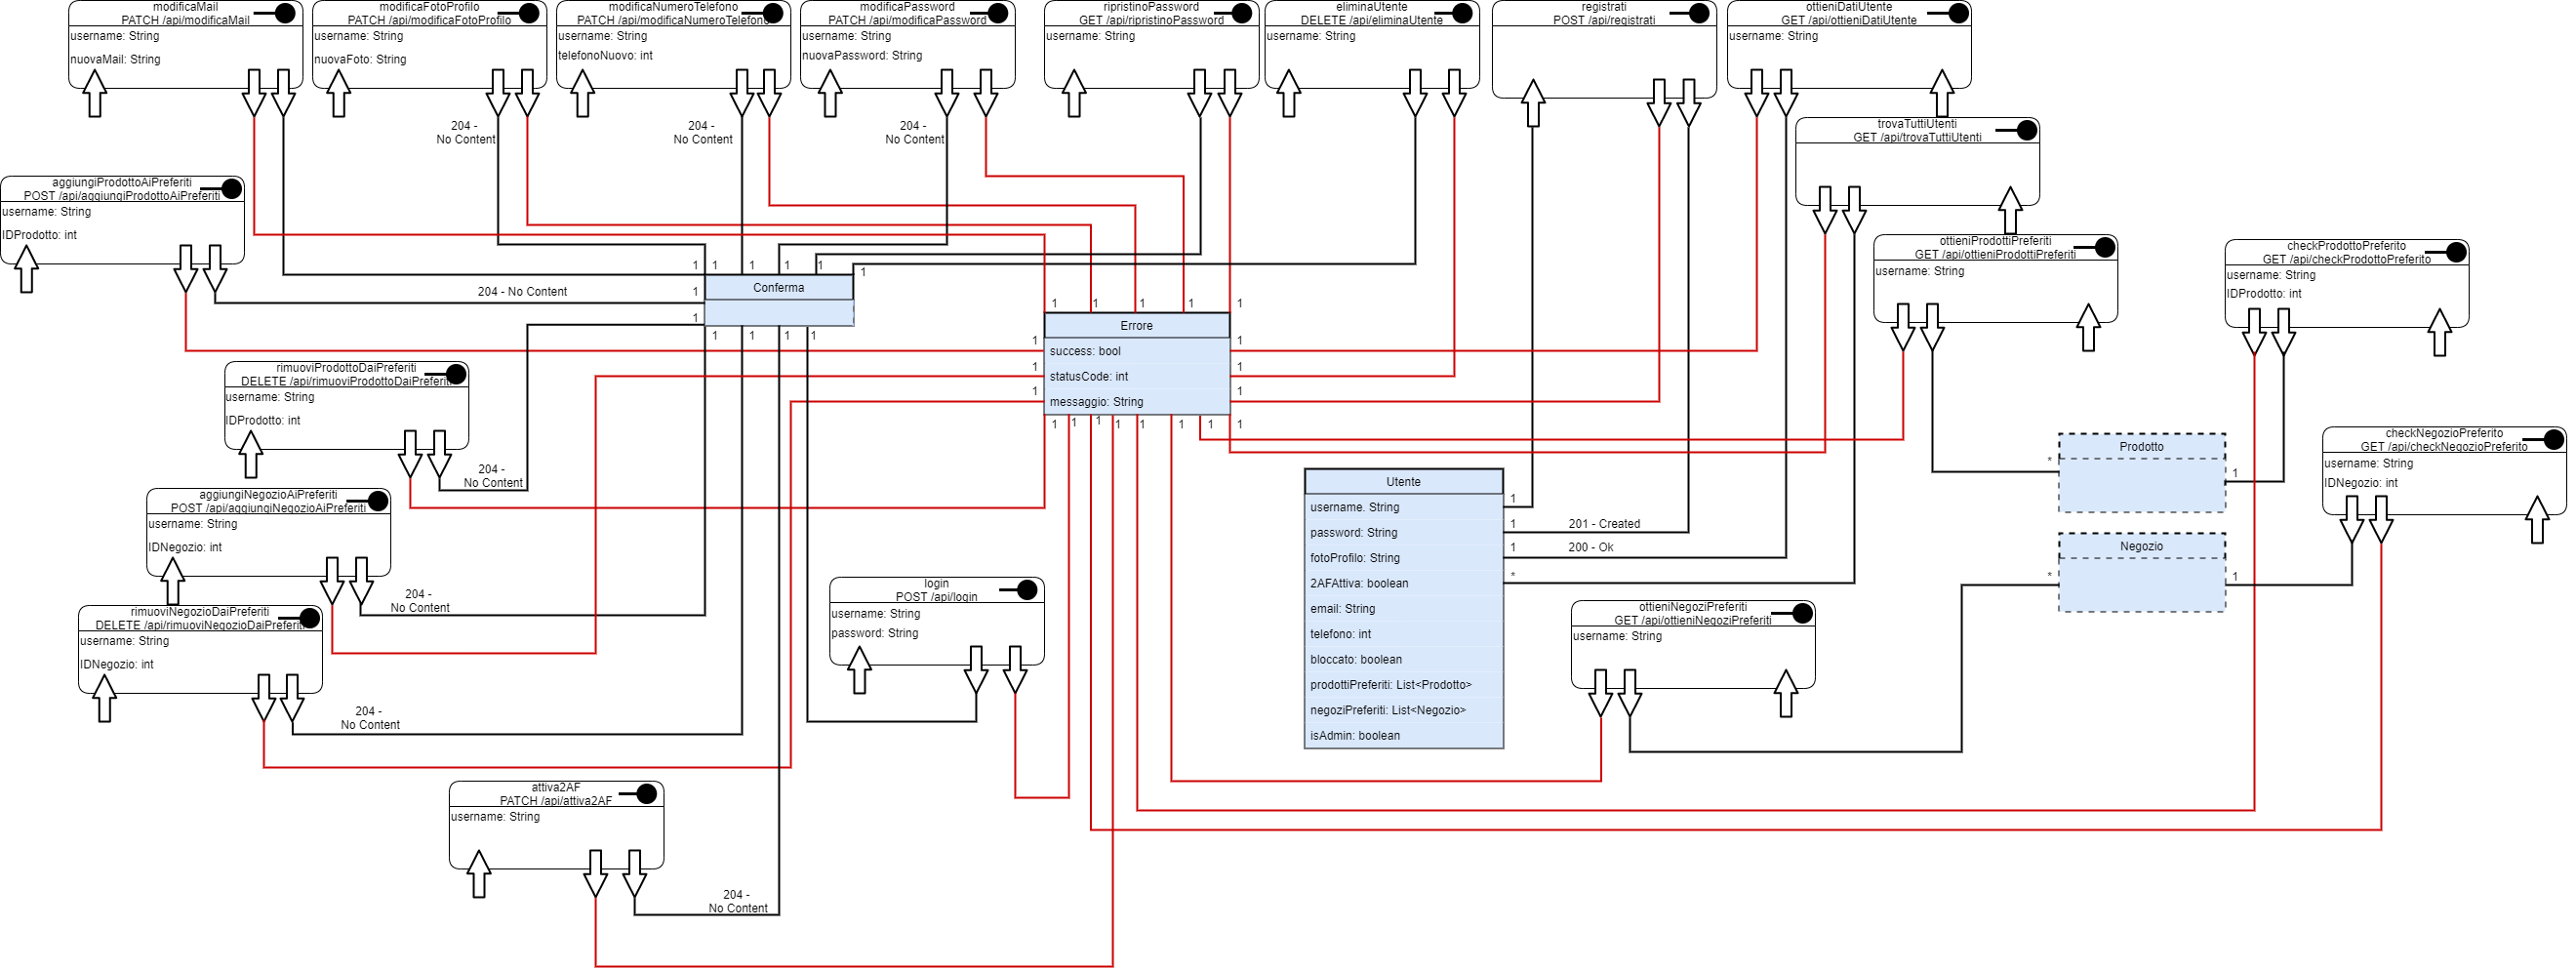 modificaMail
PATCH /api/modificaMail
username: String
nuovaMail: String
modificaFotoProfilo
PATCH /api/modificaFotoProfilo
username: String
nuovaFoto: String
modificaNumeroTelefono
PATCH /api/modificaNumeroTelefono
username: String
telefonoNuovo: int
modificaPassword
PATCH /api/modificaPassword
username: String
nuovaPassword: String
ripristinoPassword
GET /api/ripristinoPassword
username: String
eliminaUtente
DELETE /api/eliminaUtente
username: String
registrati
POST /api/registrati
ottieniDatiUtente
GET /api/ottieniDatiUtente
username: String
204 -
No Content
204 -
No Content
204 -
No Content
trovaTuttiUtenti
GET /api/trovaTuttiUtenti
aggiungiProdottoAiPreferiti
POST /api/aggiungiProdottoAiPreferiti
username: String
IDProdotto: int
ottieniProdottiPreferiti
GET /api/ottieniProdottiPreferiti
username: String
checkProdottoPreferito
GET /api/checkProdottoPreferito
username: String
IDProdotto: int
1 1 1 1 1 1
Conferma
204 - No Content
1
1
1 1 1 1
1 1 1 1 1
Errore
success: bool
statusCode: int
messaggio: String
1
1
1
1
1
1
1 1 1 1 1 1 1 1
rimuoviProdottoDaiPreferiti
DELETE /api/rimuoviProdottoDaiPreferiti
username: String
IDProdotto: int
204 -
No Content
checkNegozioPreferito
GET /api/checkNegozioPreferito
username: String
IDNegozio: int
Prodotto
*
1
Negozio
*
1
Utente
username. String
password: String
fotoProfilo: String
2AFAttiva: boolean
email: String
telefono: int
bloccato: boolean
prodottiPreferiti: List<Prodotto>
negoziPreferiti: List<Negozio>
isAdmin: boolean
1
1
201 - Created
1
200 - Ok
*
aggiungiNegozioAiPreferiti
POST /api/aggiungiNegozioAiPreferiti
username: String
IDNegozio: int
204 -
No Content
login
POST /api/login
username: String
password: String
ottieniNegoziPreferiti
GET /api/ottieniNegoziPreferiti
username: String
rimuoviNegozioDaiPreferiti
DELETE /api/rimuoviNegozioDaiPreferiti
username: String
IDNegozio: int
204 -
No Content
attiva2AF
PATCH /api/attiva2AF
username: String
204 -
No Content